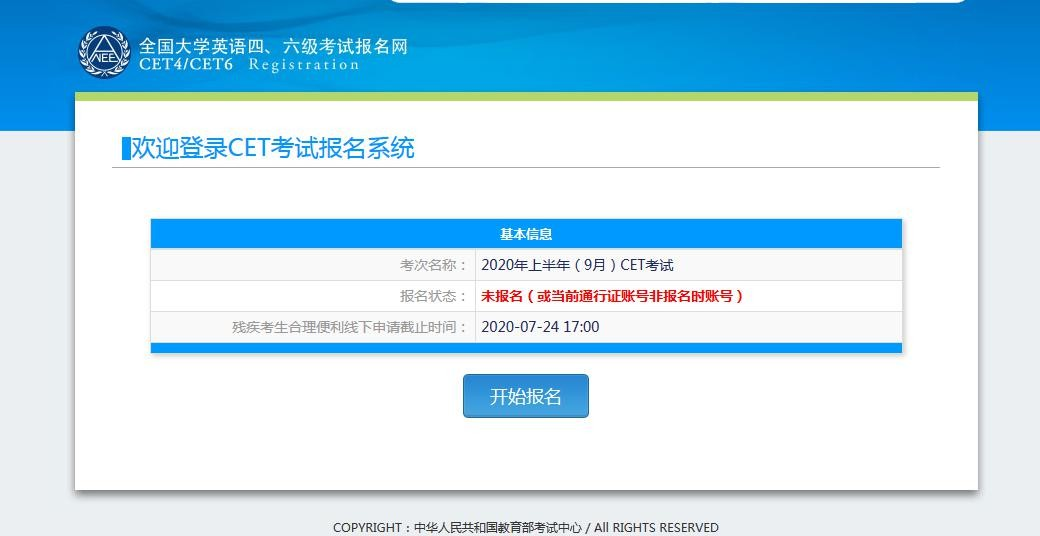 NEE
全国大学英语四、六级考试报名网
CET4/CET6 Registration
欢迎登录CET考试报名系统
基本信息
考次名称： 2020年上半年（9月）CET考试
报名状态： 未报名（或当前通行证账号非报名时账号）
残疾考生合理便利线下申请截止时间： 2020-07-24 17:00
开始报名
COPYRIGHT：中华人民共和国教育部考试中心 / All RIGHTS RESERVED